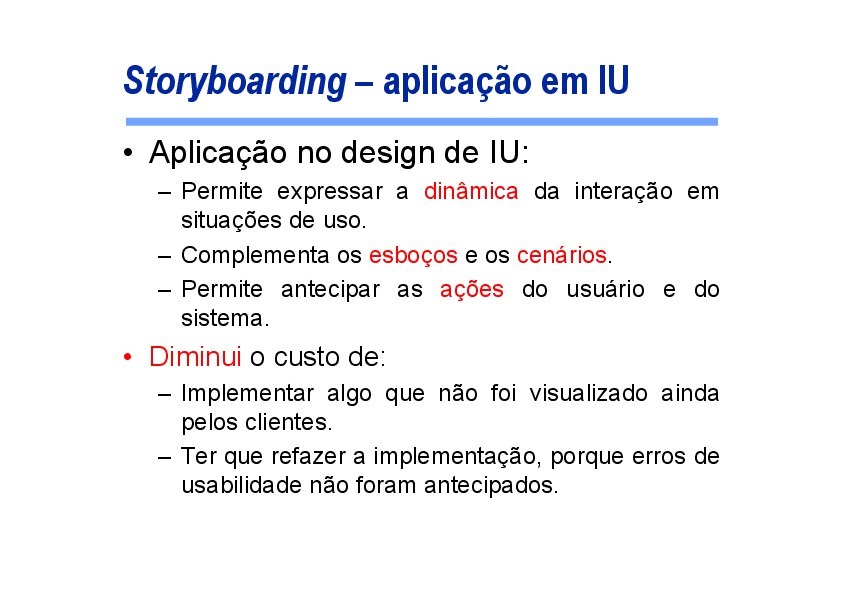 Storyboarding – aplicação em IU
• Aplicação no design de IU:
– Permite expressar a dinâmica da interação em
situações de uso.
– Complementa os esboços e os cenários.
– Permite antecipar as ações do usuário e do
sistema.
• Diminui o custo de:
– Implementar algo que não foi visualizado ainda
pelos clientes.
– Ter que refazer a implementação, porque erros de
usabilidade não foram antecipados.